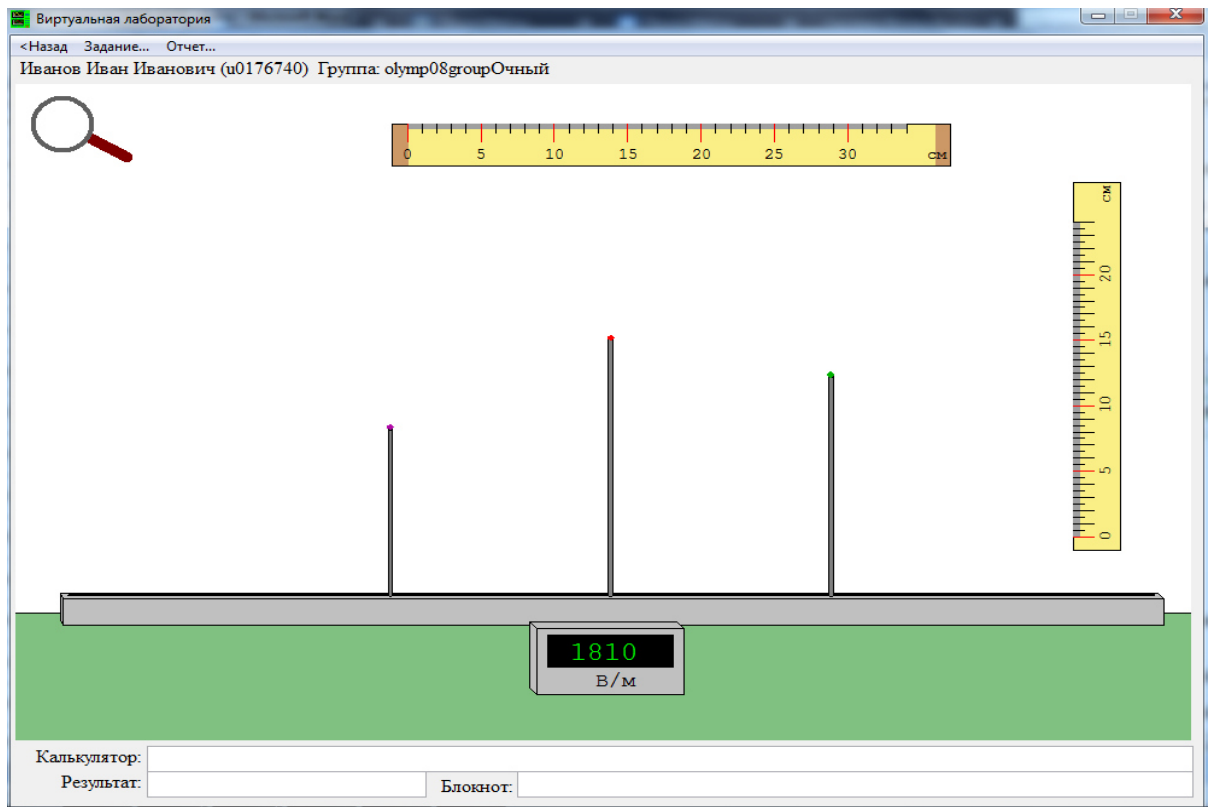 Виртуальная лаборатория
<Назад Задание... Отчет...
Иванов Иван Иванович (u0176740) Группа: olymp08groupОчный
0 5 10 15 20 25 30 см
см
20
15
10
5
0
1810
В/м
Калькулятор:
Результат: Блокнот: